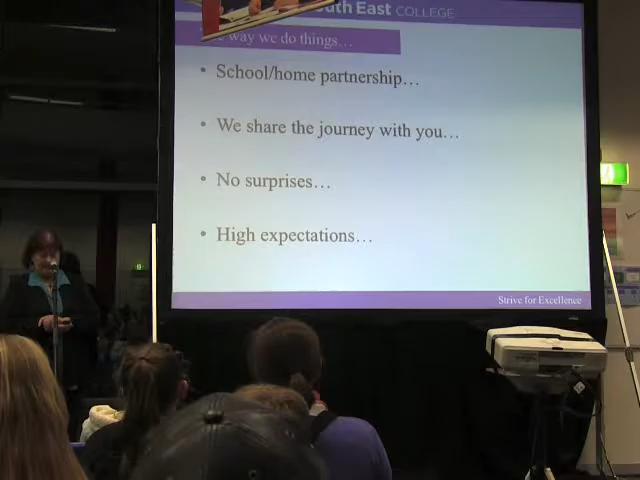 uth East COLLEGE
way we do things...
• School/home partnership...
• We share the journey with you...
• No surprises...
• High expectations...
Strive for Excellence